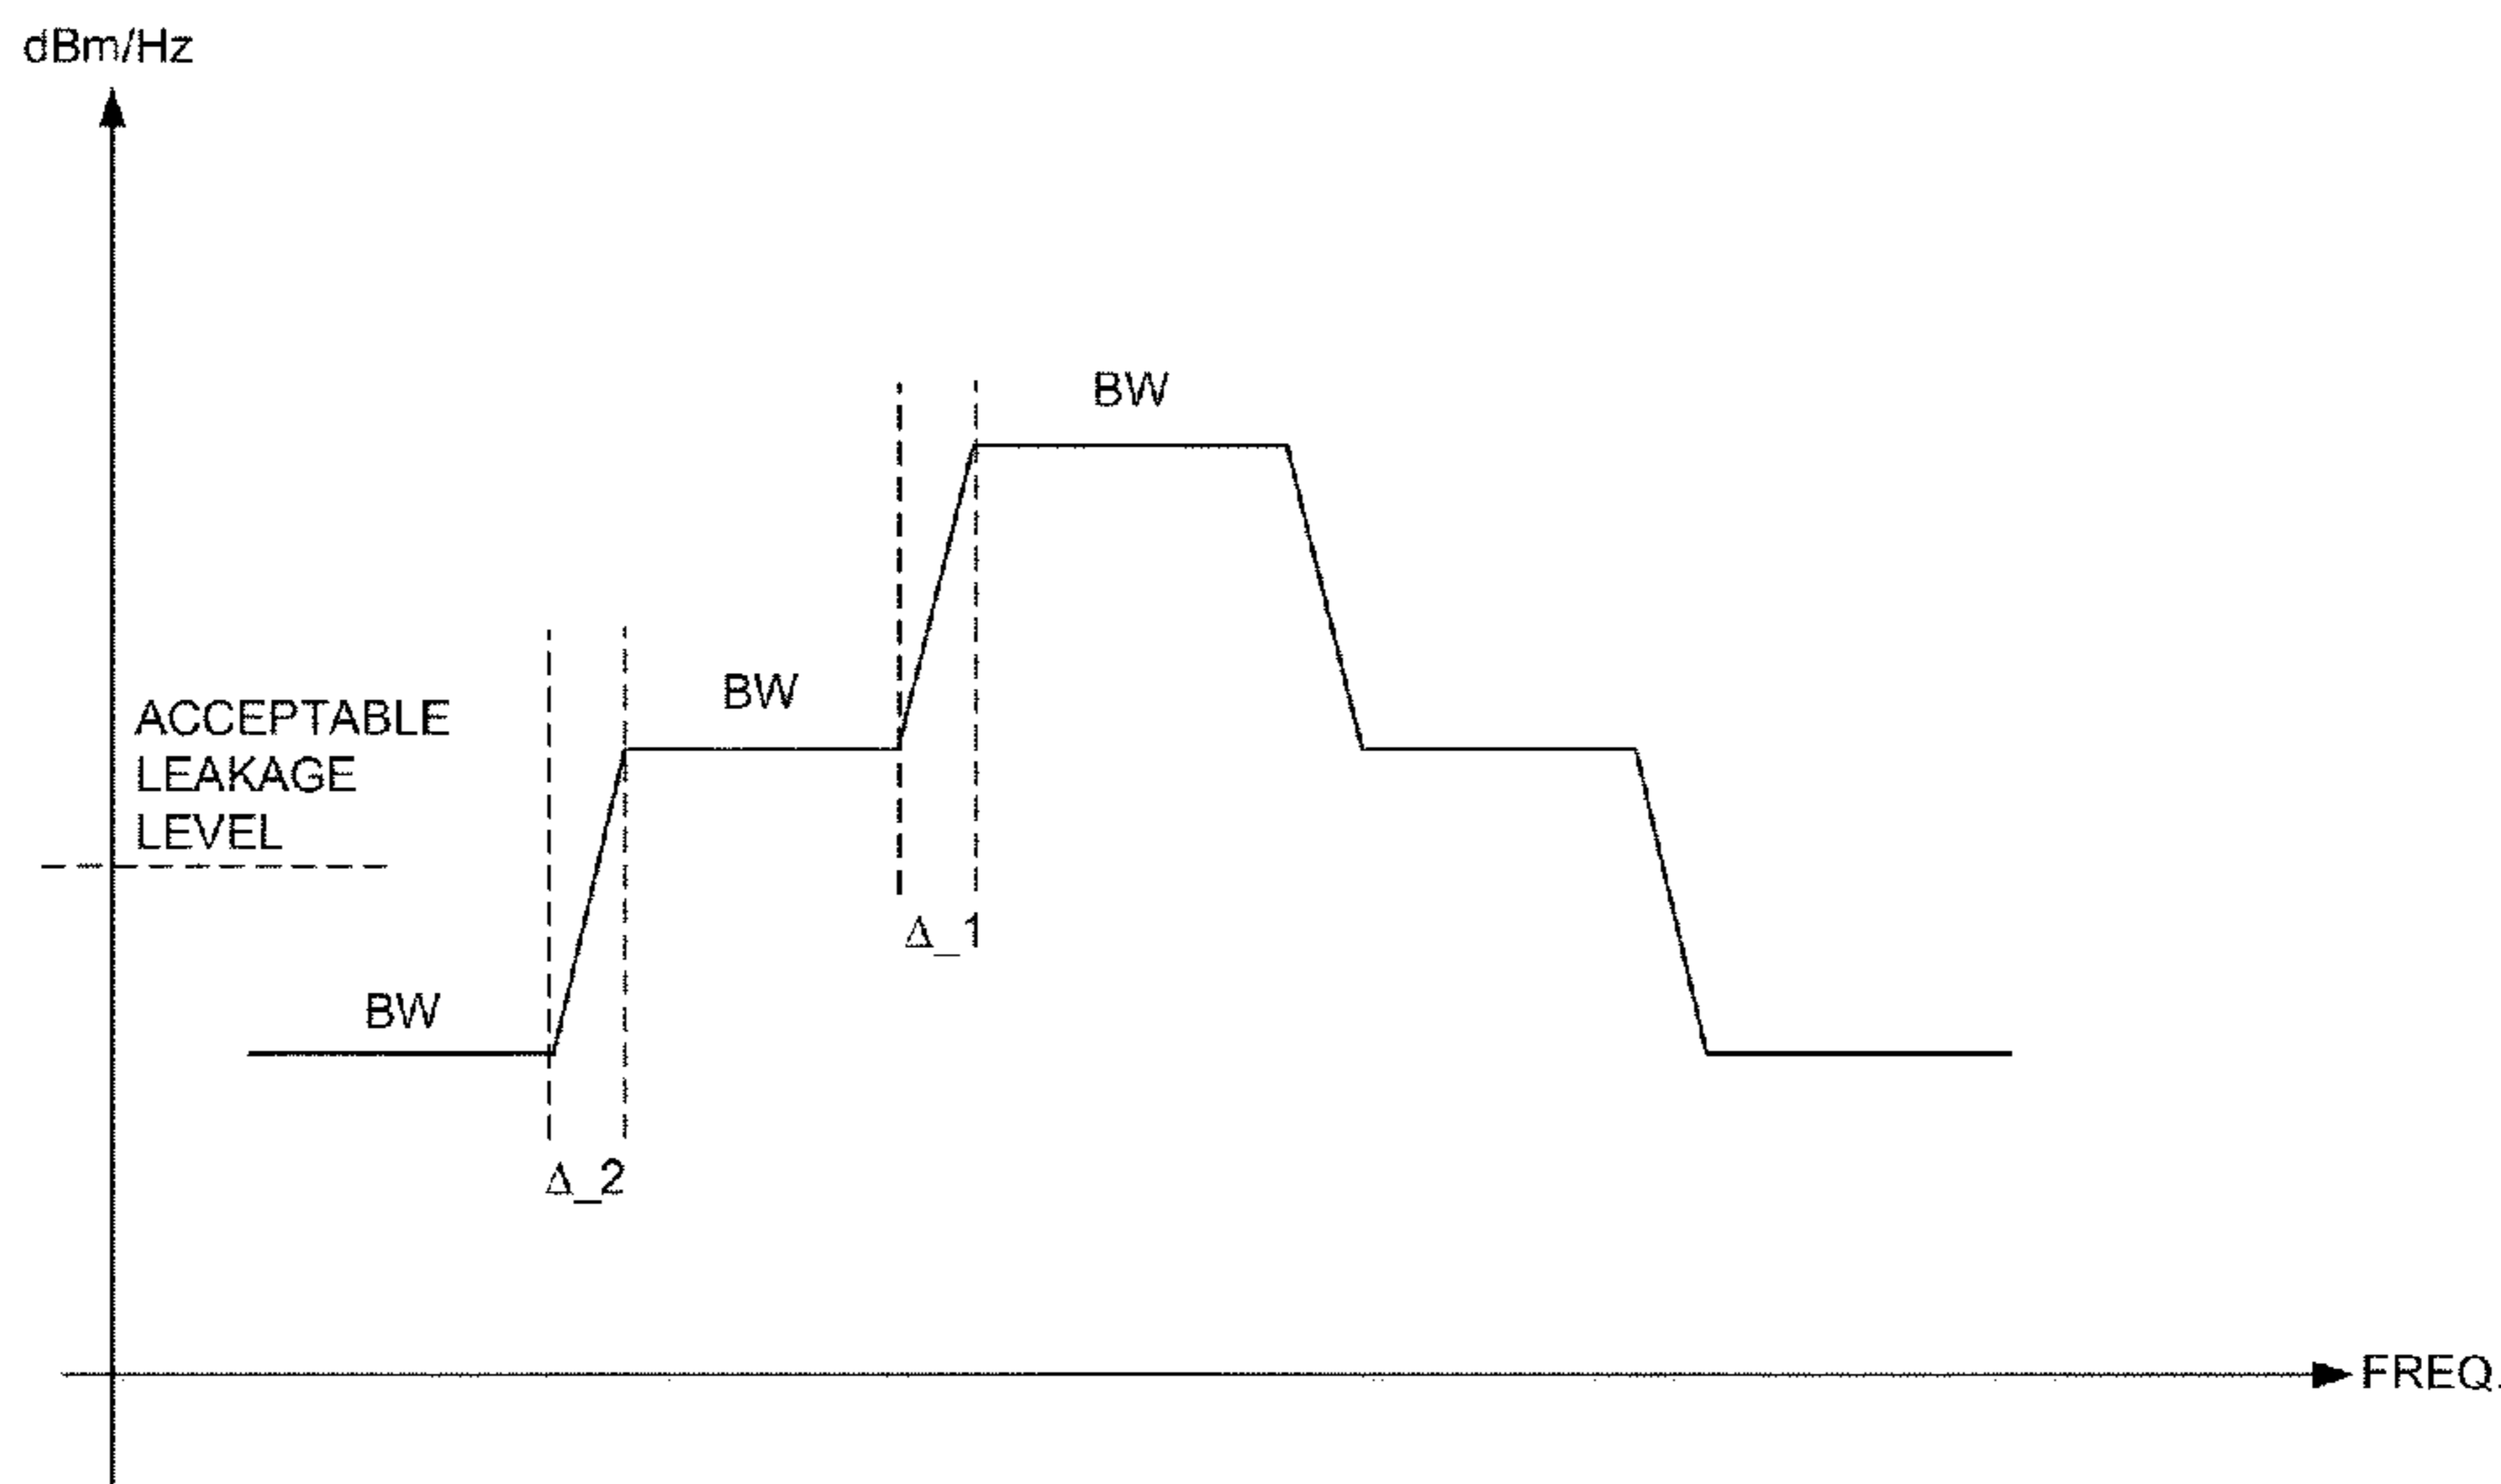 dBm/Hz
BW
BW
ACCEPTABLE
LEAKAGE
LEVEL
Δ_1
BW
Δ_2
FREQ.